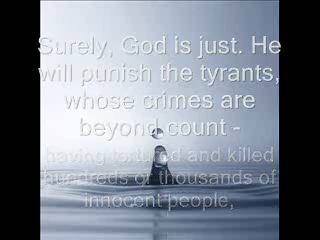 Surely, God is just. He
will punish the tyrants,
whose crimes are
beyond count -
having tortured and killed
hundreds or thousands of
innocent people,